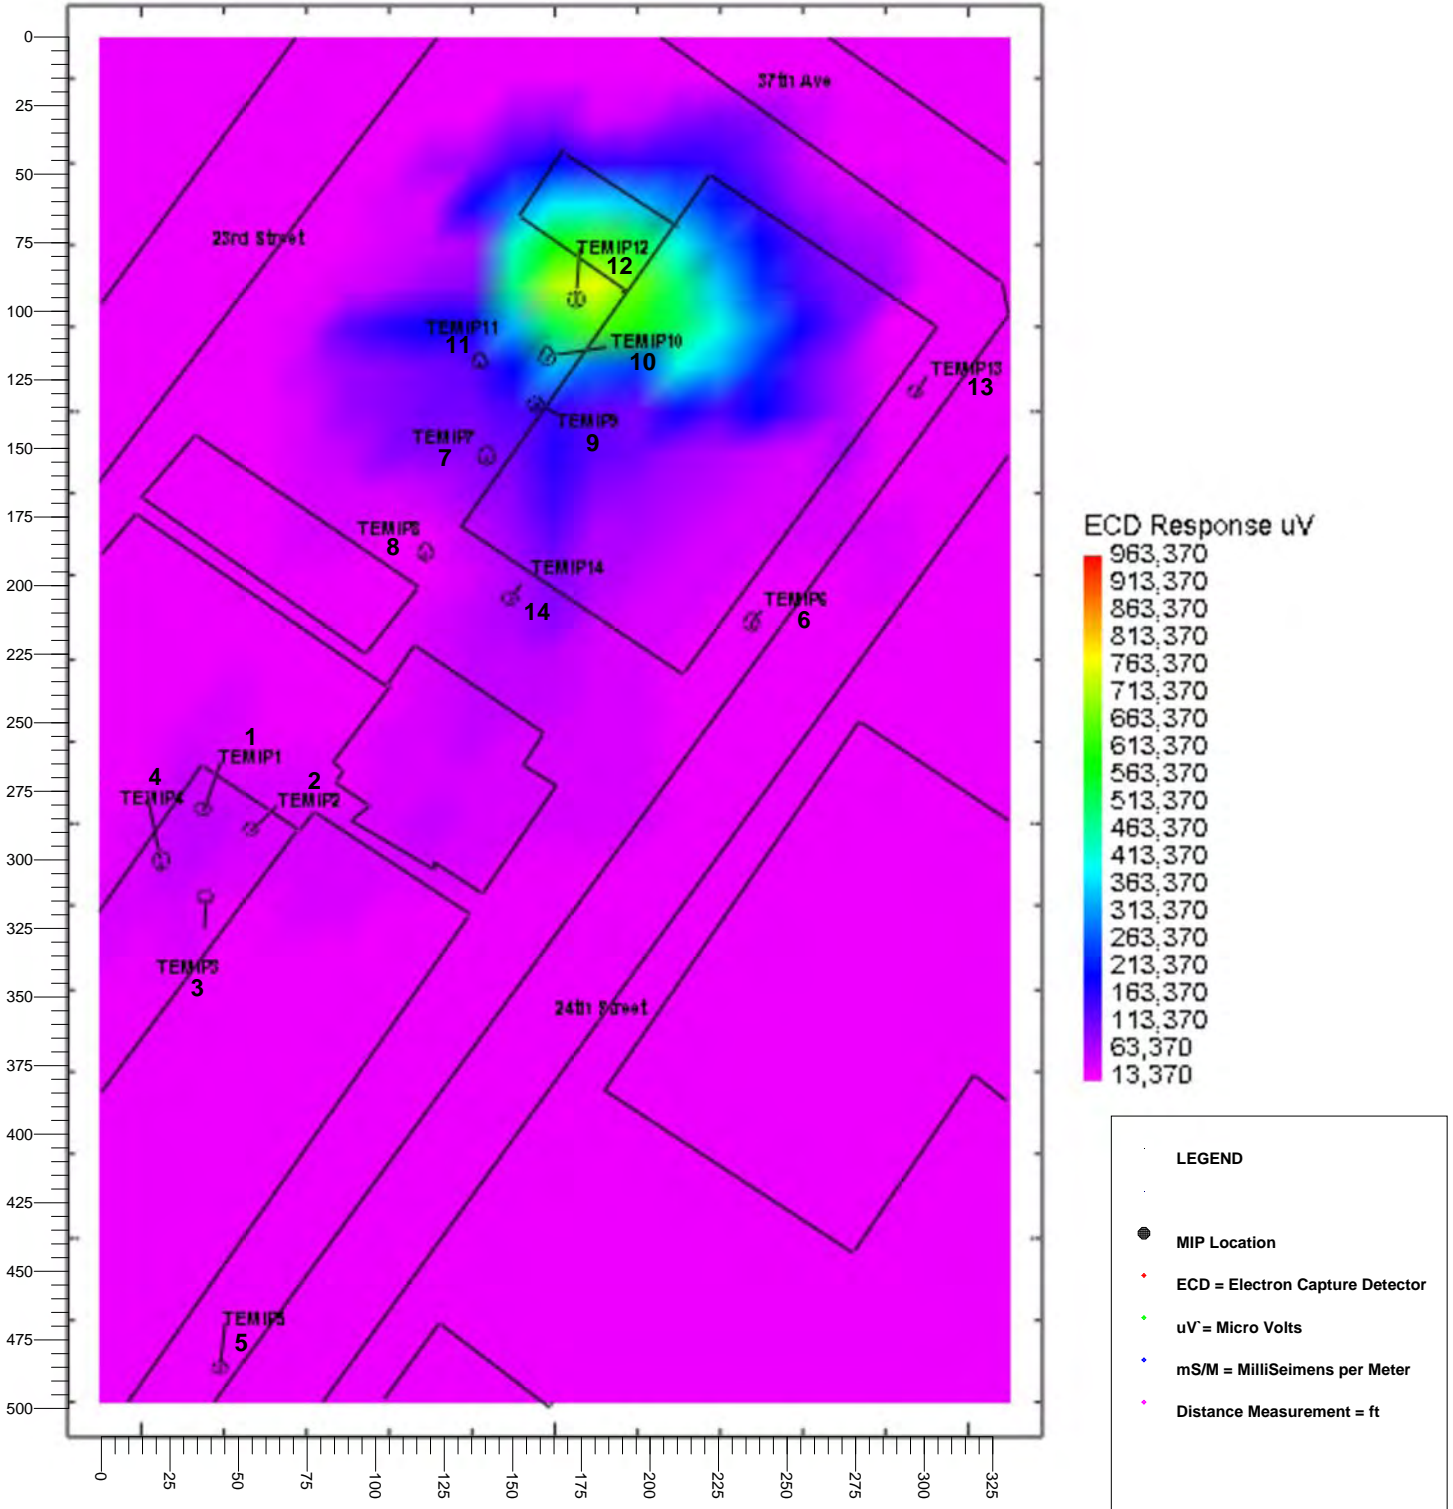 0
25
50
75
100
125
150
175
200
225
250
275
300
325
350
375
400
425
450
475
500
37th Ave
23rd Street
TEMIP12
12
TEMIP11
11
TEMIP10
10
TEMIP13
13
TEMIP9
9
TEMIP7
7
TEMIP8
8
TEMIP14
14
TEMIP6
6
1
TEMIP1
4
TEMIP4
2
TEMIP2
TEMIP3
3
24th Street
TEMIP5
5
ECD Response uV
963,370
913,370
863,370
813,370
763,370
713,370
663,370
613,370
563,370
513,370
463,370
413,370
363,370
313,370
263,370
213,370
163,370
113,370
63,370
13,370
LEGEND
MIP Location
ECD = Electron Capture Detector
uV`= Micro Volts
mS/M = MilliSeimens per Meter
Distance Measurement = ft
0
25
50
75
100
125
150
175
200
225
250
275
300
325